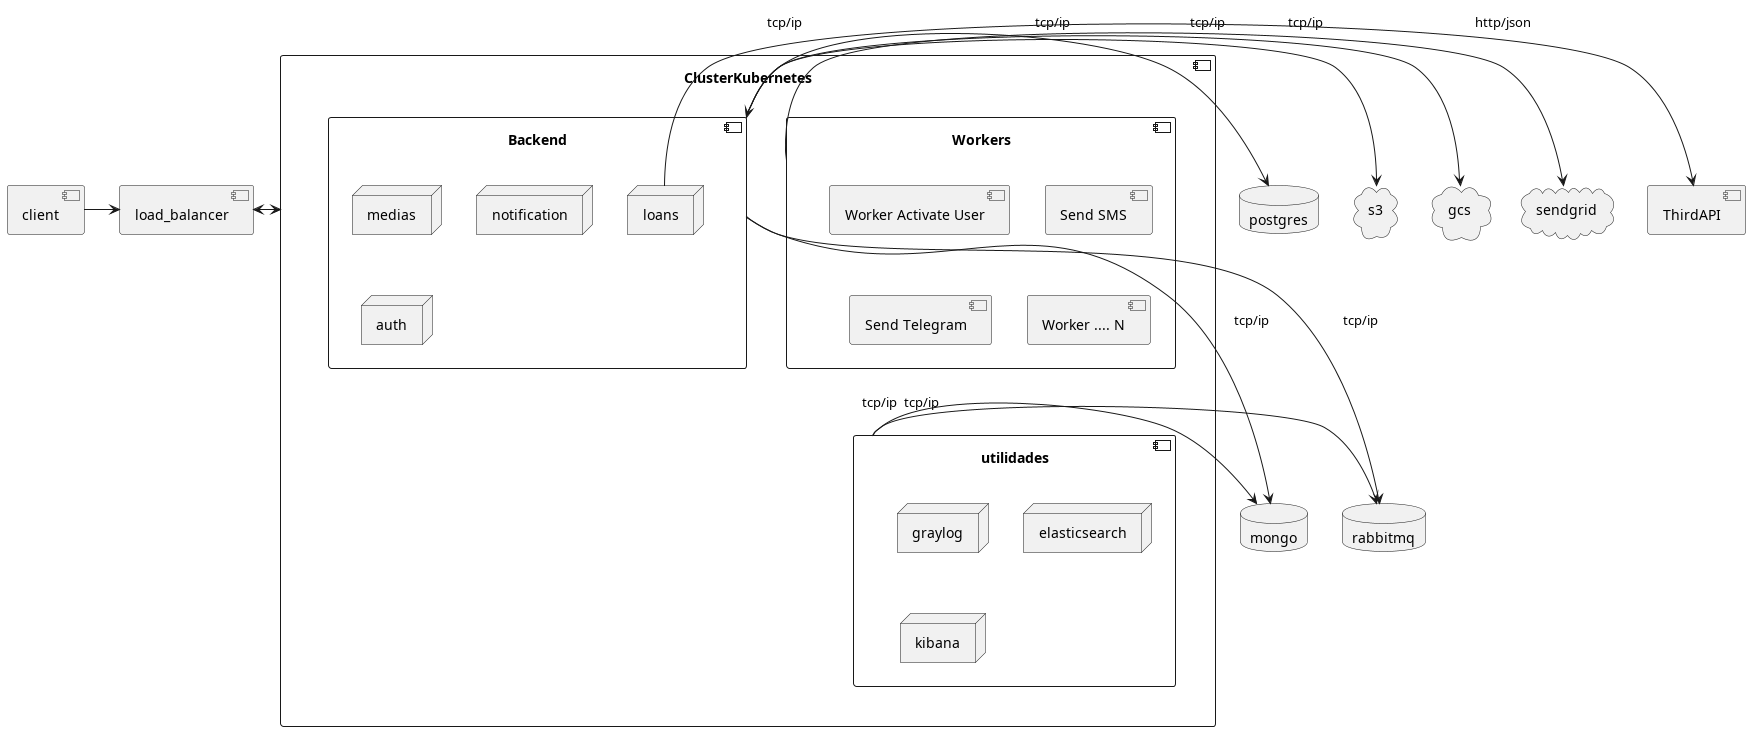 tcp/ip
tcp/ip
tcp/ip
tcp/ip
http/json
ClusterKubernetes
Backend
Workers
client
load_balancer
medias
notification
loans
Worker Activate User
Send SMS
postgres
s3
gcs
sendgrid
ThirdAPI
auth
Send Telegram
Worker .... N
tcp/ip
tcp/ip
tcp/ip
tcp/ip
utilidades
graylog
elasticsearch
mongo
rabbitmq
kibana